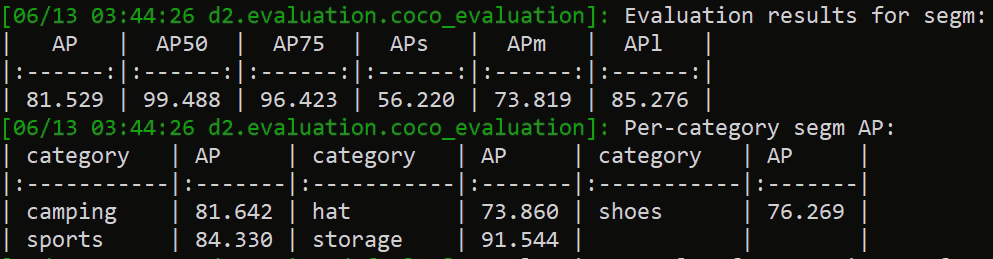 [06/13 03:44:26 d2.evaluation.coco_evaluation]: Evaluation results for segm:
|   AP   |  AP50  |  AP75  |  APs   |  APm   |  APl   |
|:------:|:------:|:------:|:------:|:------:|:------:|
| 81.529 | 99.488 | 96.423 | 56.220 | 73.819 | 85.276 |
[06/13 03:44:26 d2.evaluation.coco_evaluation]: Per-category segm AP:
| category   | AP     | category   | AP     | category   | AP     |
|:-----------|:-------|:-----------|:-------|:-----------|:-------|
| camping    | 81.642 | hat        | 73.860 | shoes      | 76.269 |
| sports     | 84.330 | storage    | 91.544 |            |        |